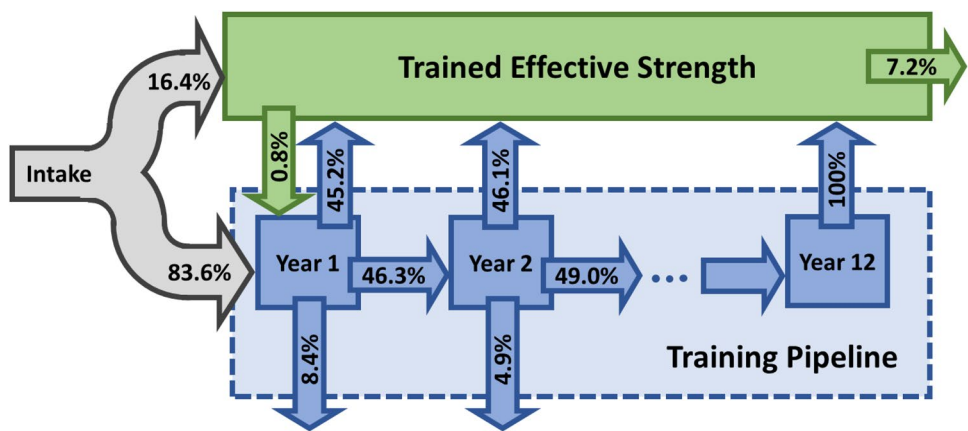 Trained Effective Strength
7.2%
16.4%
0.8%
45.2%
46.1%
100%
Intake
83.6%
Year 1
46.3%
Year 2
49.0%
...
Year 12
8.4%
4.9%
Training Pipeline